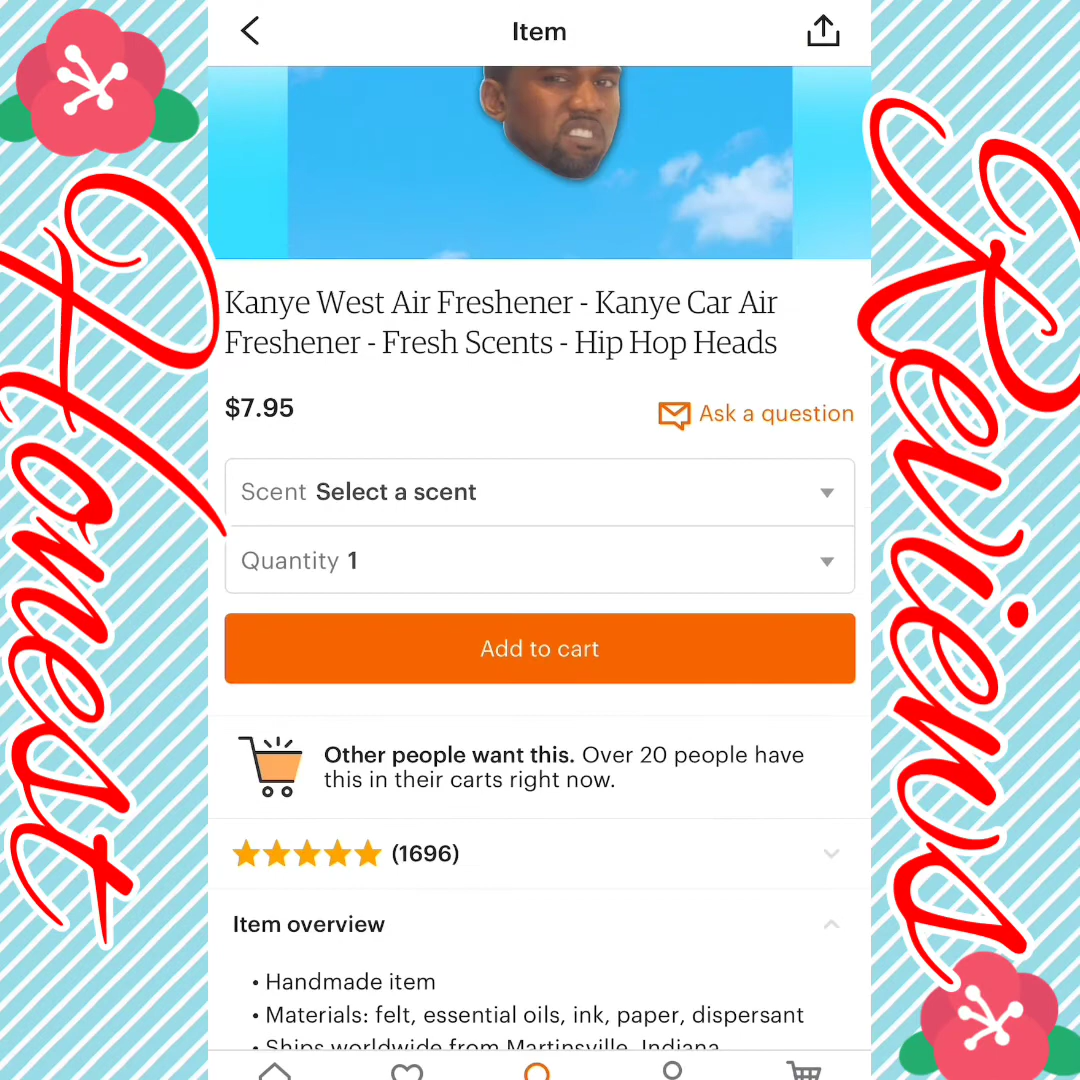 Item
Kanye West Air Freshener - Kanye Car Air
Freshener - Fresh Scents - Hip Hop Heads
$7.95
Ask a question
Scent Select a scent
Quantity 1
Add to cart
Other people want this. Over 20 people have
this in their carts right now.
(1696)
Item overview
• Handmade item
• Materials: felt, essential oils, ink, paper, dispersant
• Ships worldwide from Martinsville, Indiana
Honest
Reviews